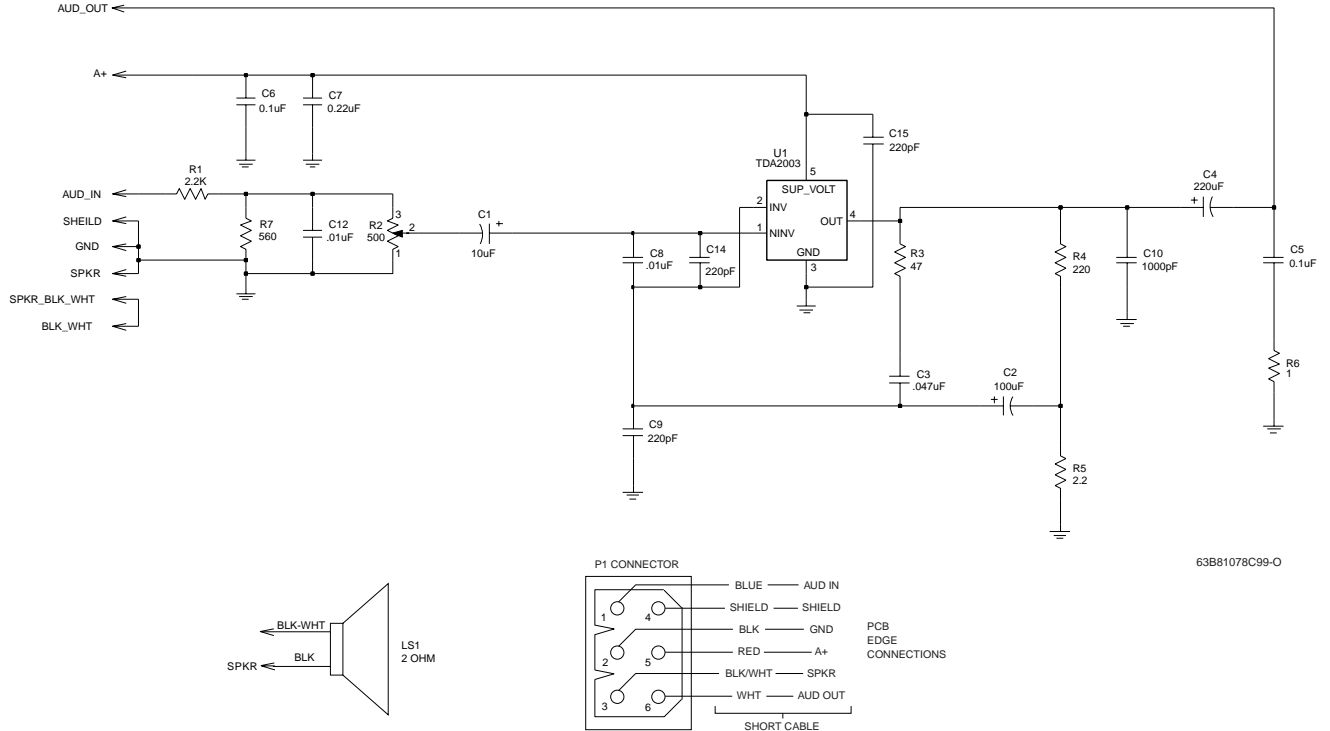 AUD_OUT
A+
C6
0.1uF
C7
0.22uF
C15
220pF
U1
TDA2003
5
SUP_VOLT
2
INV
OUT
4
1
NINV
GND
3
R1
2.2K
AUD_IN
SHEILD
GND
SPKR
SPKR_BLK_WHT
BLK_WHT
R7
560
C12
.01uF
R2
500
3
2
1
C1
+
10uF
C8
.01uF
C14
220pF
C4
220uF
+
R3
47
R4
220
C10
1000pF
C5
0.1uF
C3
.047uF
C2
100uF
+
R6
1
C9
220pF
R5
2.2
63B81078C99-O
BLK-WHT
SPKR
BLK
LS1
2 OHM
P1 CONNECTOR
1
4
2
5
3
6
BLUE AUD IN
SHIELD SHIELD
BLK GND
RED A+
BLK/WHT SPKR
WHT AUD OUT
SHORT CABLE
PCB
EDGE
CONNECTIONS